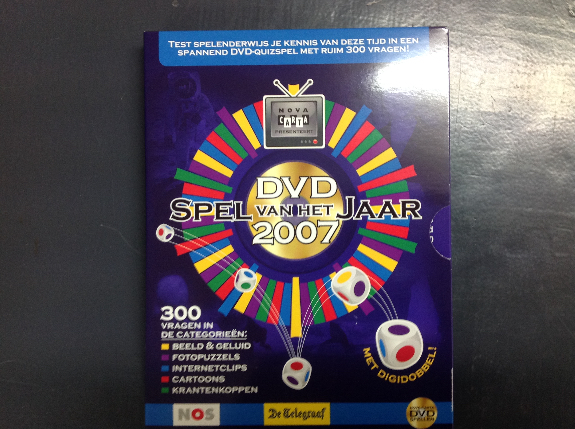 TEST SPELENDERWIJS JE KENNIS VAN DEZE TIJD IN EEN
SPANNEND DVD-QUIZSPEL MET RUIM 300 VRAGEN!
NOVA
CARTA
PRESENTEERT
DVD
SPEL VAN HET JAAR
2007
300
VRAGEN IN
DE CATEGORIEËN:
BEELD & GELUID
FOTOPUZZELS
INTERNETCLIPS
CARTOONS
KRANTENKOPPEN
MET DIGIDOBBEL!
NOS
De Telegraaf
DVD
SPELLEN